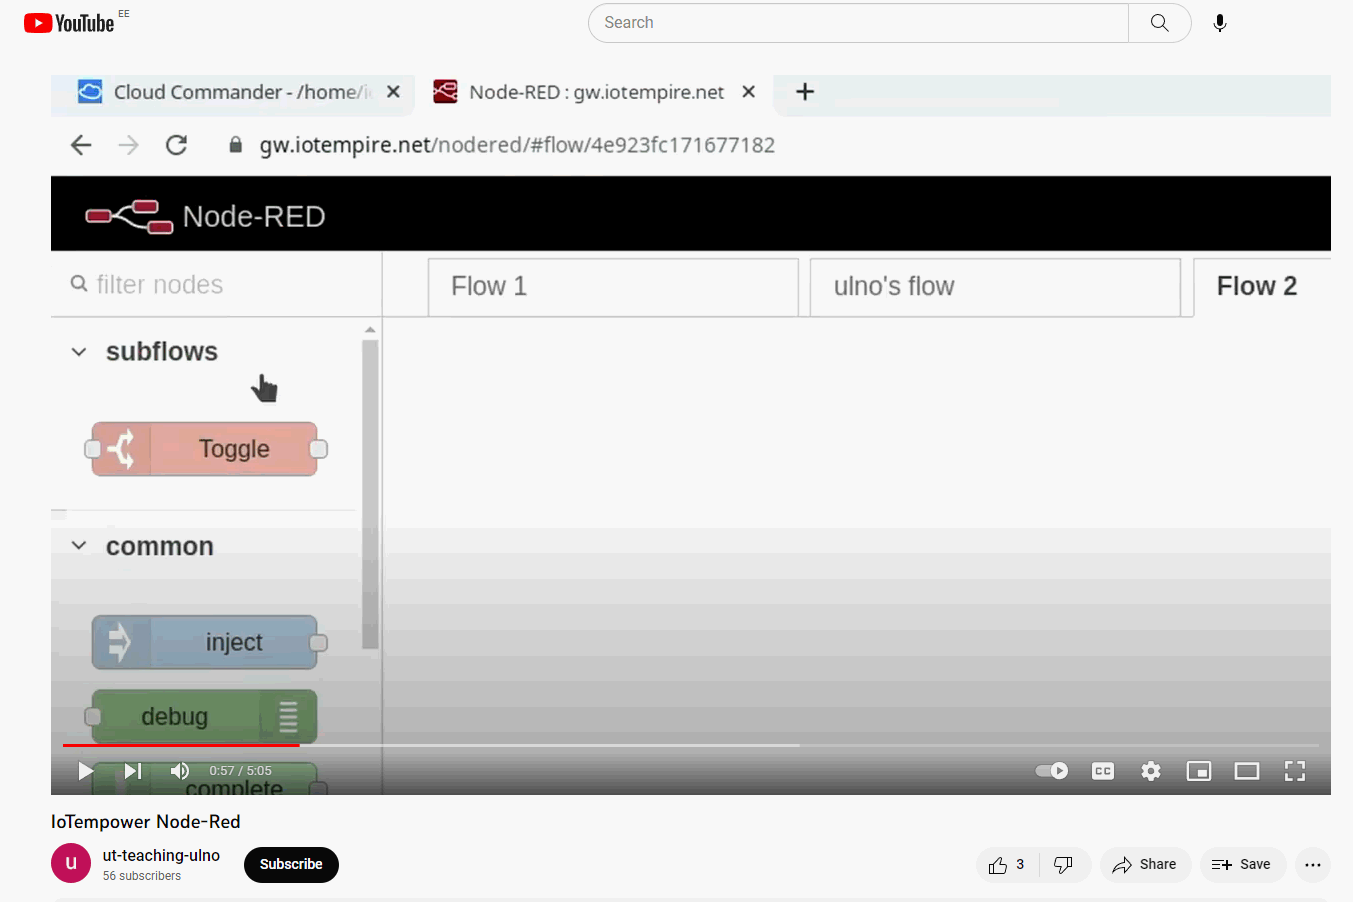 YouTube EE
Search
Cloud Commander - /home/i
Node-RED : gw.iotempire.net
gw.iotempire.net/nodered/#flow/4e923fc171677182
Node-RED
filter nodes
Flow 1
ulno's flow
Flow 2
subflows
Toggle
common
inject
debug
complete
0:57 / 5:05
CC
IoTempower Node-Red
u
ut-teaching-ulno
56 subscribers
Subscribe
3
Share
Save